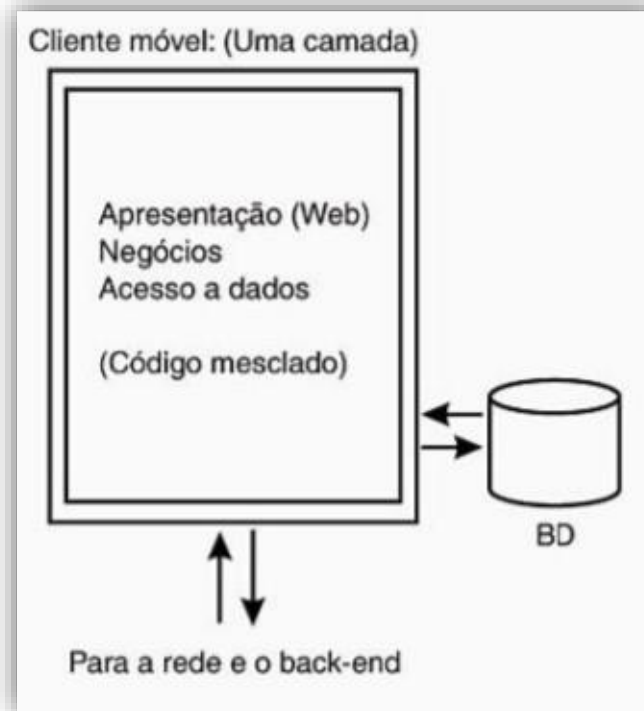 Cliente móvel: (Uma camada)
Apresentação (Web)
Negócios
Acesso a dados
(Código mesclado)
BD
Para a rede e o back-end